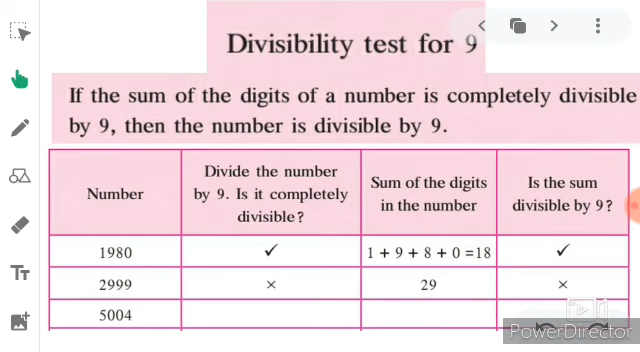 Divisibility test for 9
If the sum of the digits of a number is completely divisible
by 9, then the number is divisible by 9.
Number
Divide the number
by 9. Is it completely
divisible?
Sum of the digits
in the number
Is the sum
divisible by 9?
1980 ✓ 1 + 9 + 8 + 0 =18 ✓
2999 × 29 ×
5004
Tт
PowerDirector